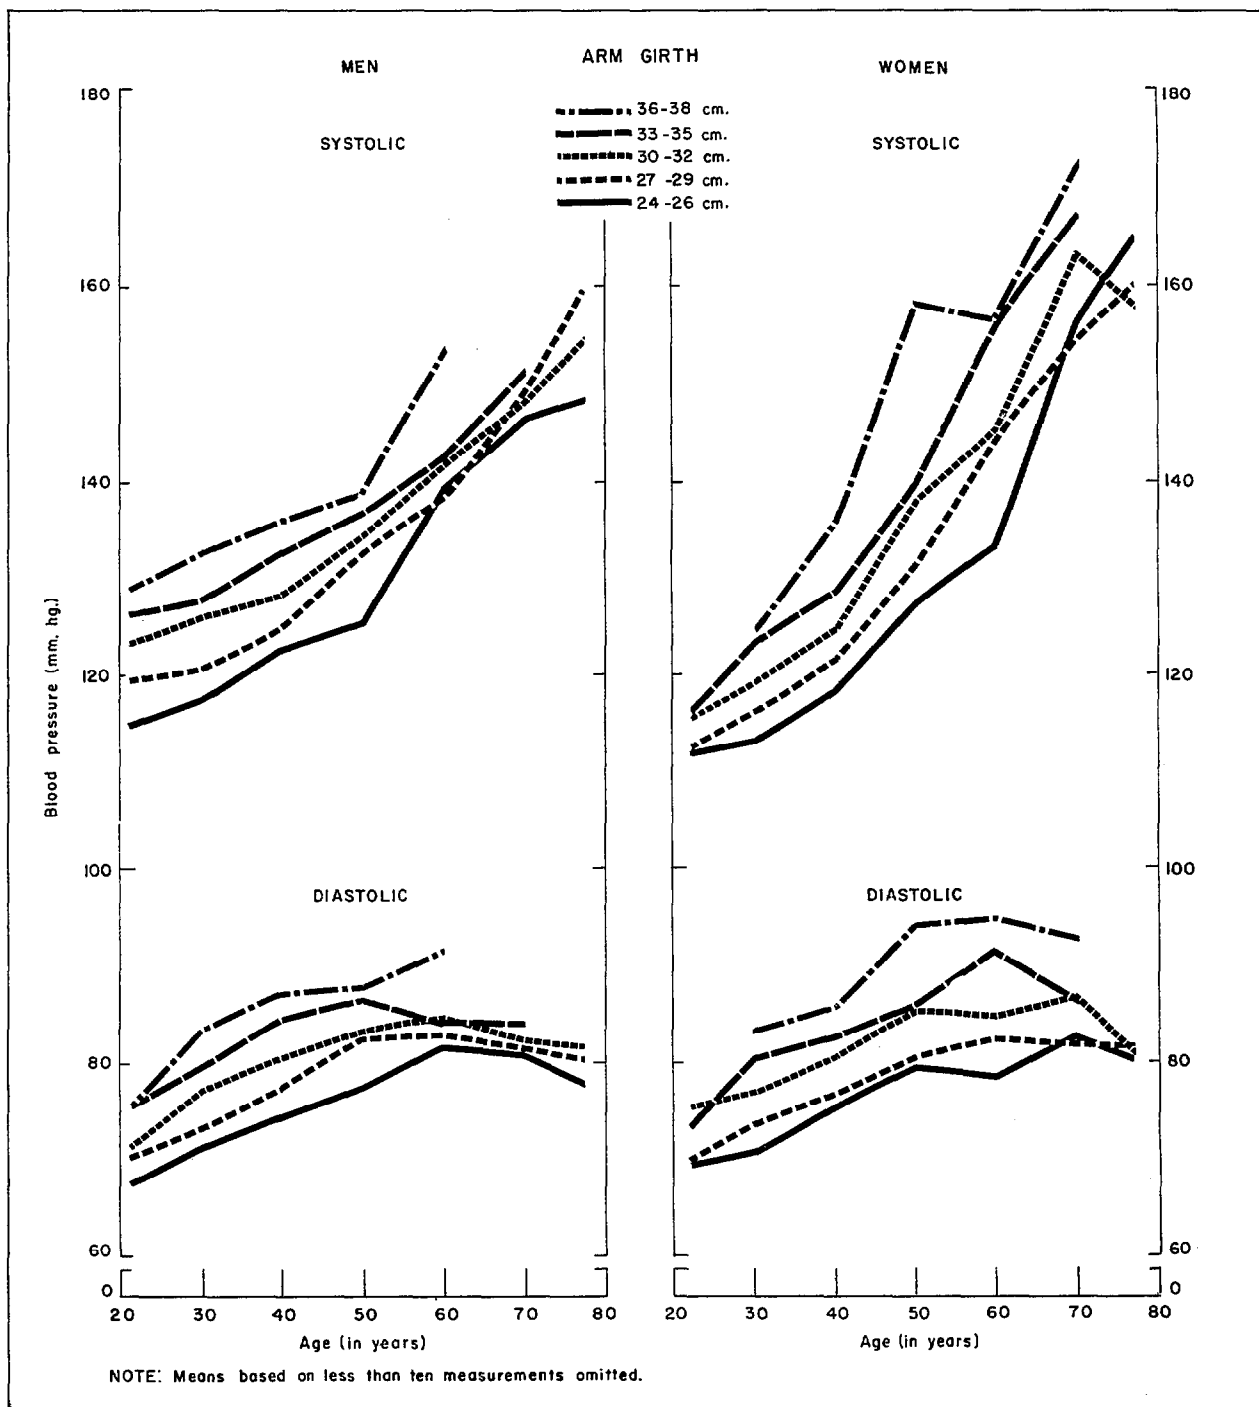 ARM GIRTH
MEN
WOMEN
36-38 cm.
33-35 cm.
30-32 cm.
27-29 cm.
24-26 cm.
SYSTOLIC
SYSTOLIC
DIASTOLIC
DIASTOLIC
Blood pressure (mm. hg.)
180
160
140
120
100
80
60
0
180
160
140
120
100
80
60
0
20 30 40 50 60 70 80
20 30 40 50 60 70 80
Age (in years)
Age (in years)
NOTE: Means based on less than ten measurements omitted.